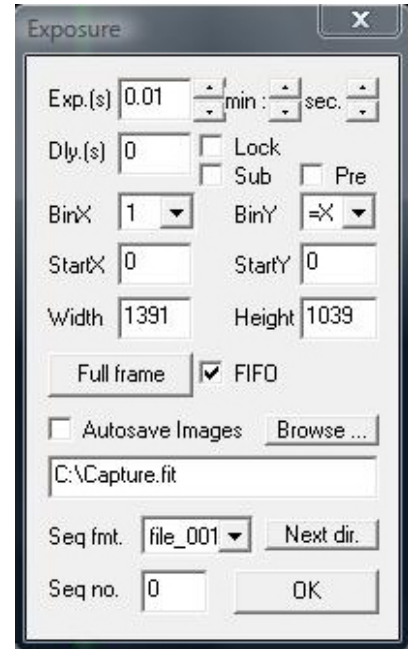 Exposure
Exp.(s) 0.01 min : sec.
Dly.(s) 0 Lock
Sub Pre
BinX 1 BinY =X
StartX 0 StartY 0
Width 1391 Height 1039
Full frame FIFO
Autosave Images Browse ...
C:\Capture.fit
Seq fmt. file_001 Next dir.
Seq no. 0 OK